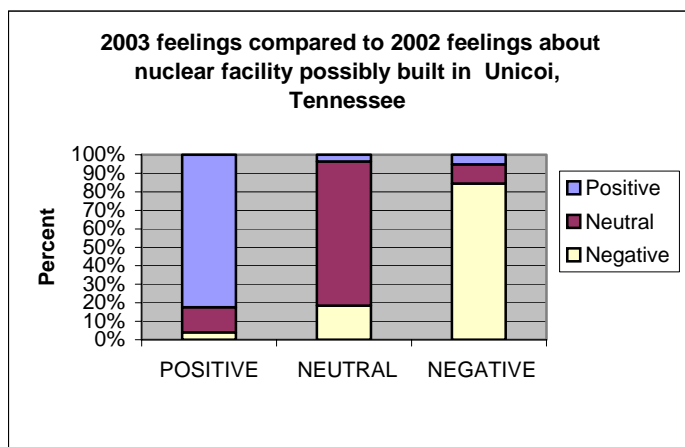 2003 feelings compared to 2002 feelings about
nuclear facility possibly built in Unicoi,
Tennessee
100%
90%
80%
70%
60%
50%
40%
30%
20%
10%
0%
Percent
POSITIVE
NEUTRAL
NEGATIVE
Positive
Neutral
Negative